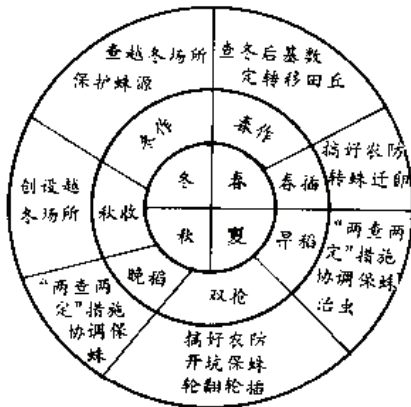 查越冬场所
保护蛛源
查冬后基数
定转移田丘
搞好农防
转蛛迁
“两查两
定”措施
协调保蛛
治虫
搞好农防
开坑保蛛
轮翻轮插
“两查两
定”措施
协调保
蛛
创设越
冬场所
冬作
春作
春插
早稻
双抢
晚稻
秋收
冬
春
夏
秋